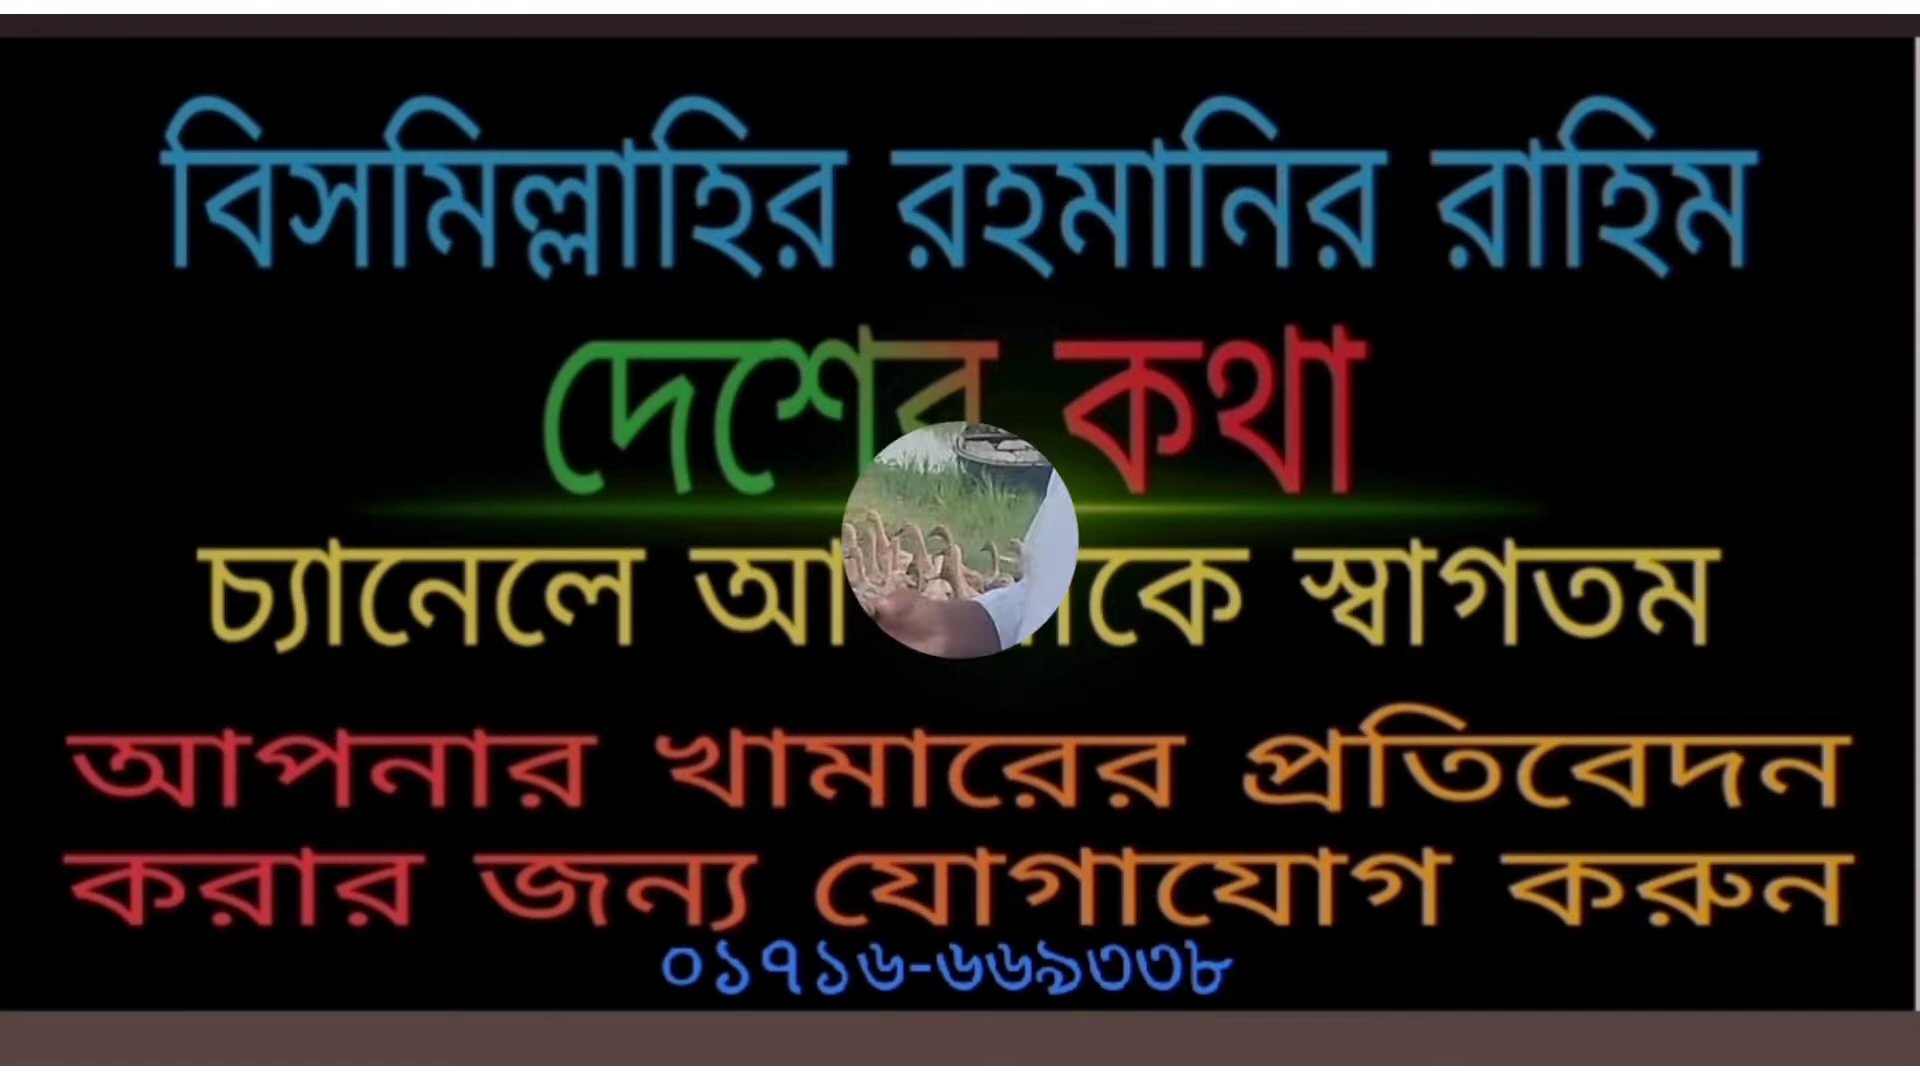 বিসমিল্লাহির রহমানির রাহিম
দেশের কথা
চ্যানেলে স্বাগতম
আপনার খামারের প্রতিবেদন
করার জন্য যোগাযোগ করুন
০১৭১৬-৬৬৯৩৩৮